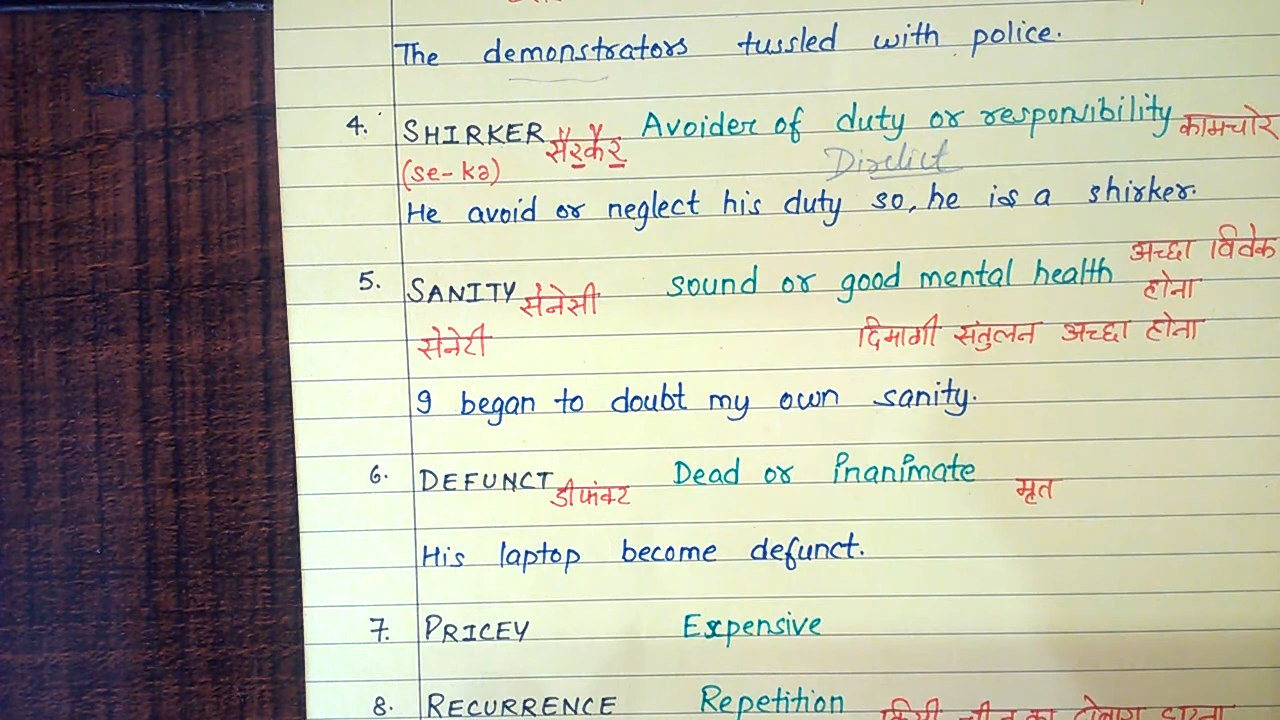 The demonstrators tussled with police.
4. SHIRKER सॅरकॅर Avoider of duty or responsibility कामचोर
(se-kə) Direlict
He avoid or neglect his duty so, he is a shirker.
5. SANITY सॅनेसी sound or good mental health अच्छा विवेक होना
सेनेटी दिमागी संतुलन अच्छा होना
I began to doubt my own sanity.
6. DEFUNCT डीफंक्ट Dead or inanimate मृत
His laptop become defunct.
7. PRICEY Expensive
8. RECURRENCE Repetition